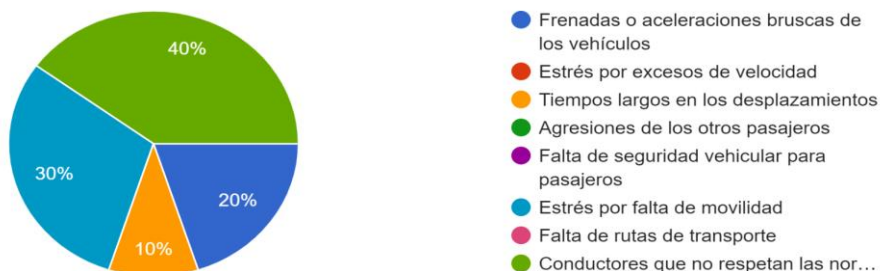 40%
30%
20%
10%
Frenadas o aceleraciones bruscas de
los vehículos
Estrés por excesos de velocidad
Tiempos largos en los desplazamientos
Agresiones de los otros pasajeros
Falta de seguridad vehicular para
pasajeros
Estrés por falta de movilidad
Falta de rutas de transporte
Conductores que no respetan las nor…